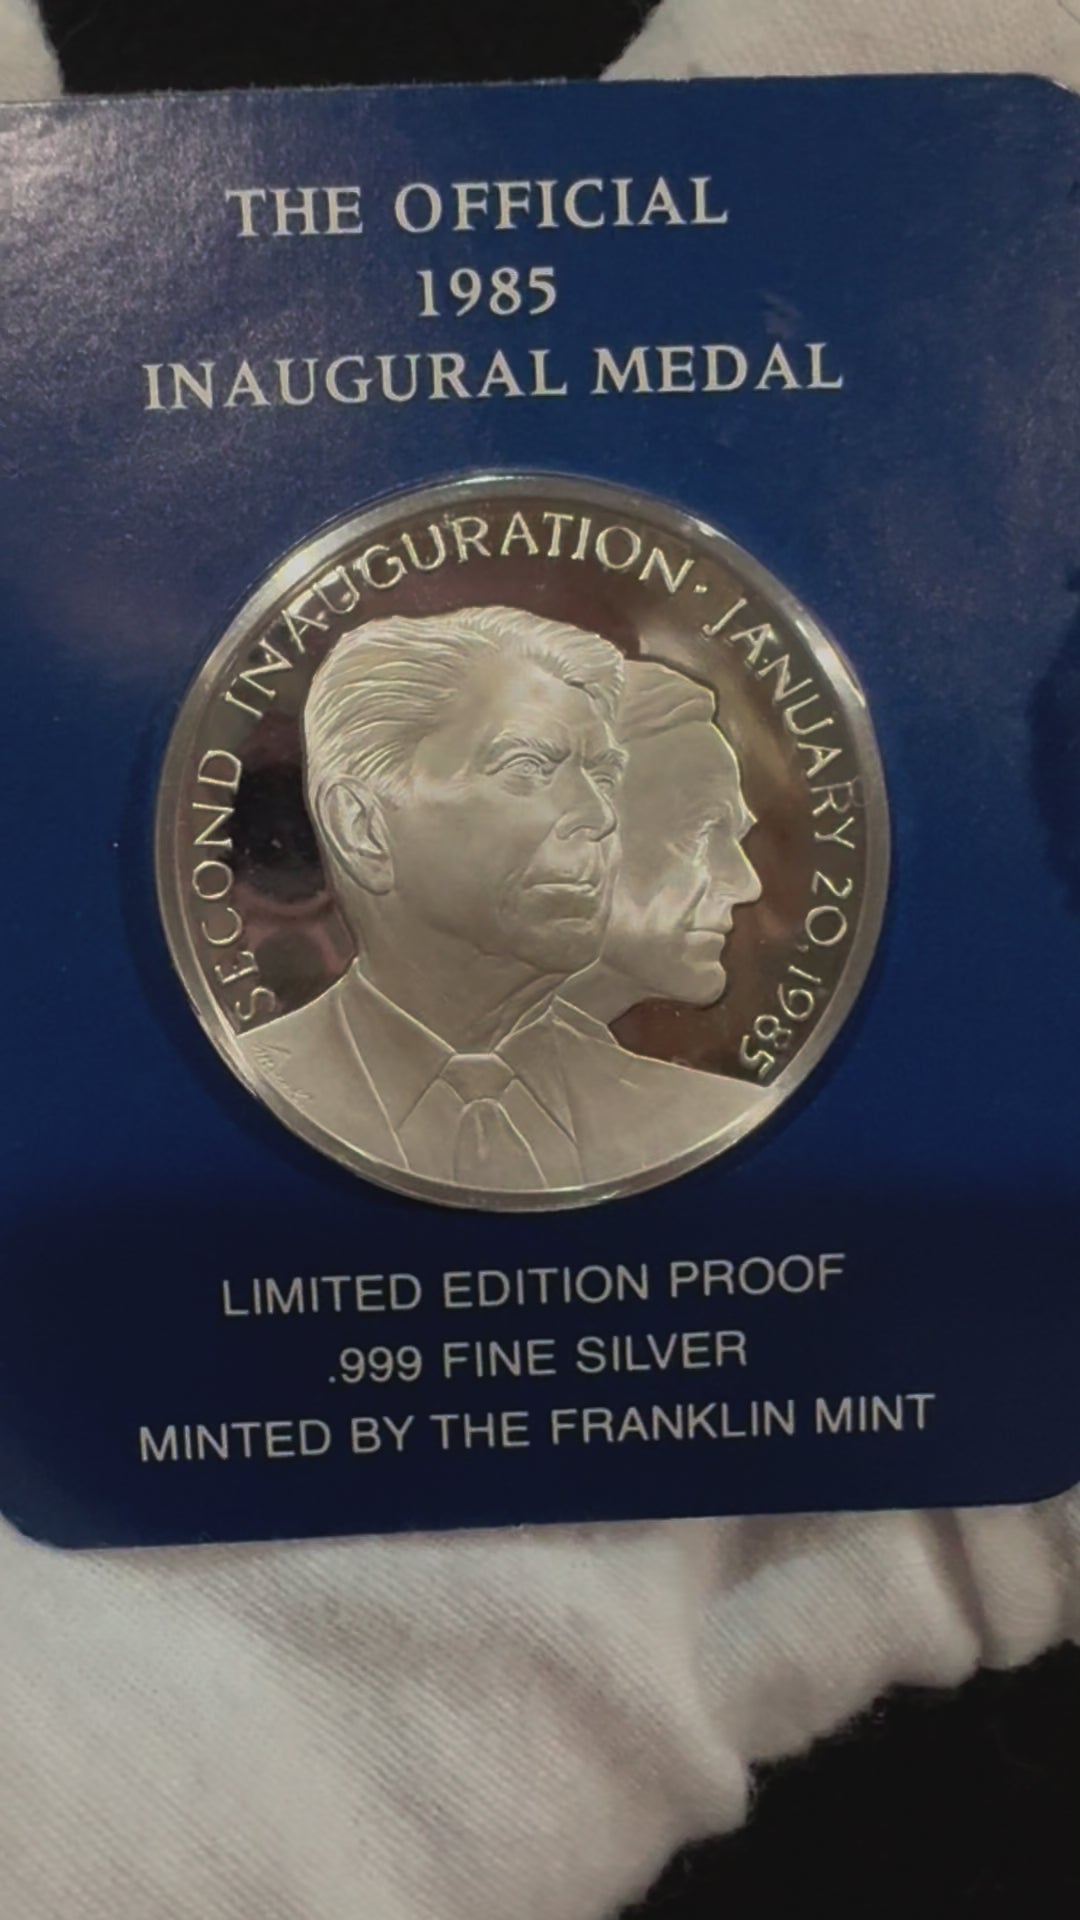 THE OFFICIAL
1985
INAUGURAL MEDAL
SECOND INAUGURATION · JANUARY 20, 1985
LIMITED EDITION PROOF
.999 FINE SILVER
MINTED BY THE FRANKLIN MINT